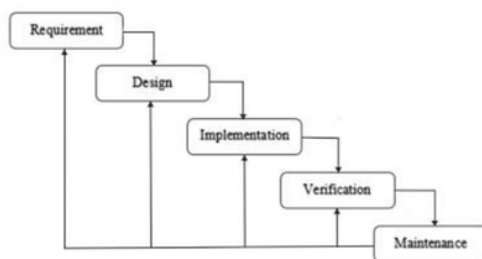 Requirement
Design
Implementation
Verification
Maintenance